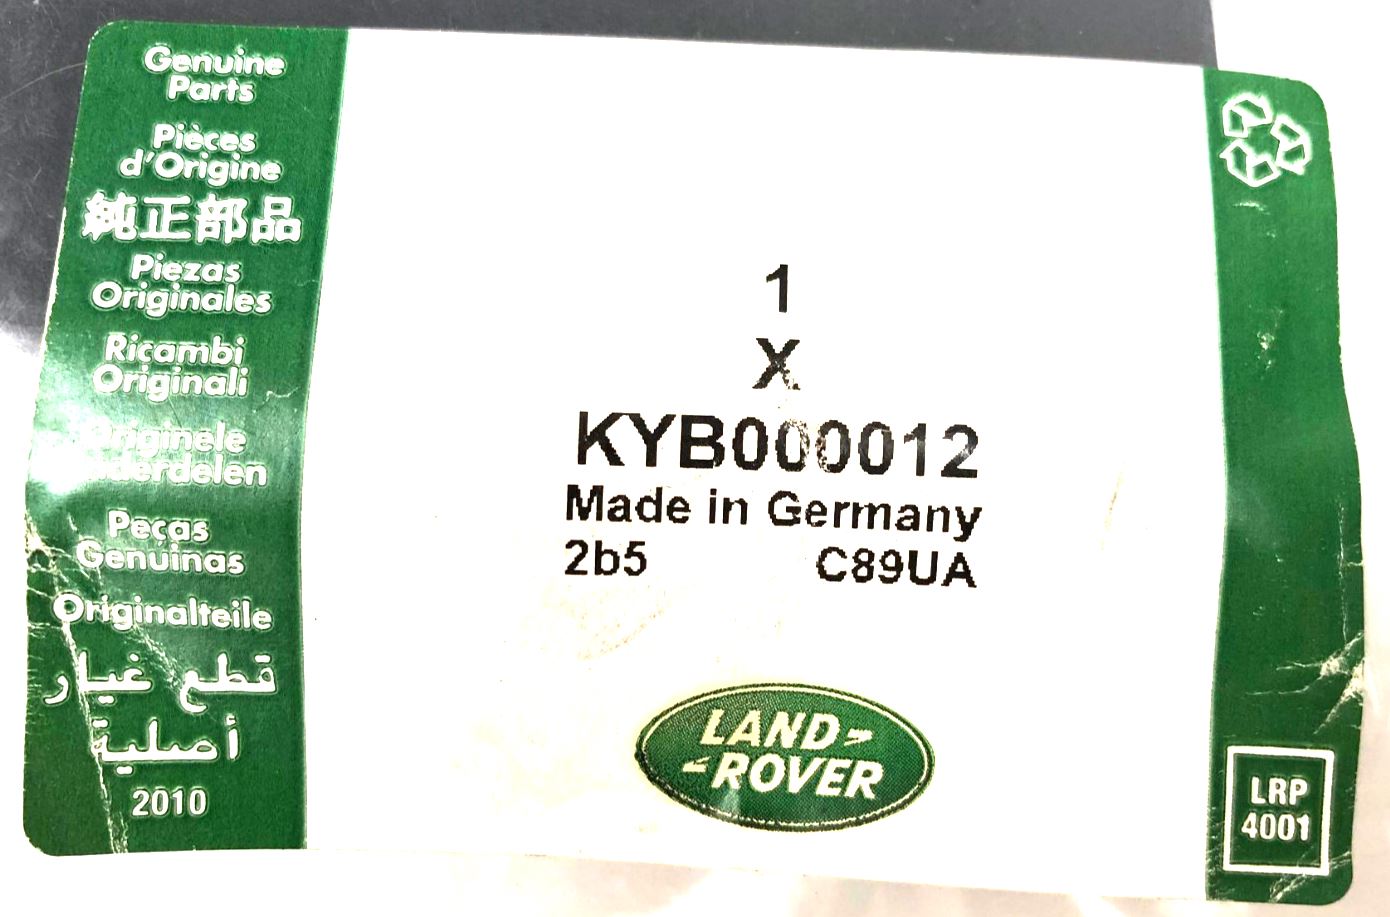 Genuine
Parts
Pièces
d'Origine
純正部品
Piezas
Originales
Ricambi
Originali
Originele
Onderdelen
Peças
Genuinas
Originalteile
قطع غيار
أصلية
2010
1
X
KYB000012
Made in Germany
2b5 C89UA
LAND-
-ROVER
LRP
4001